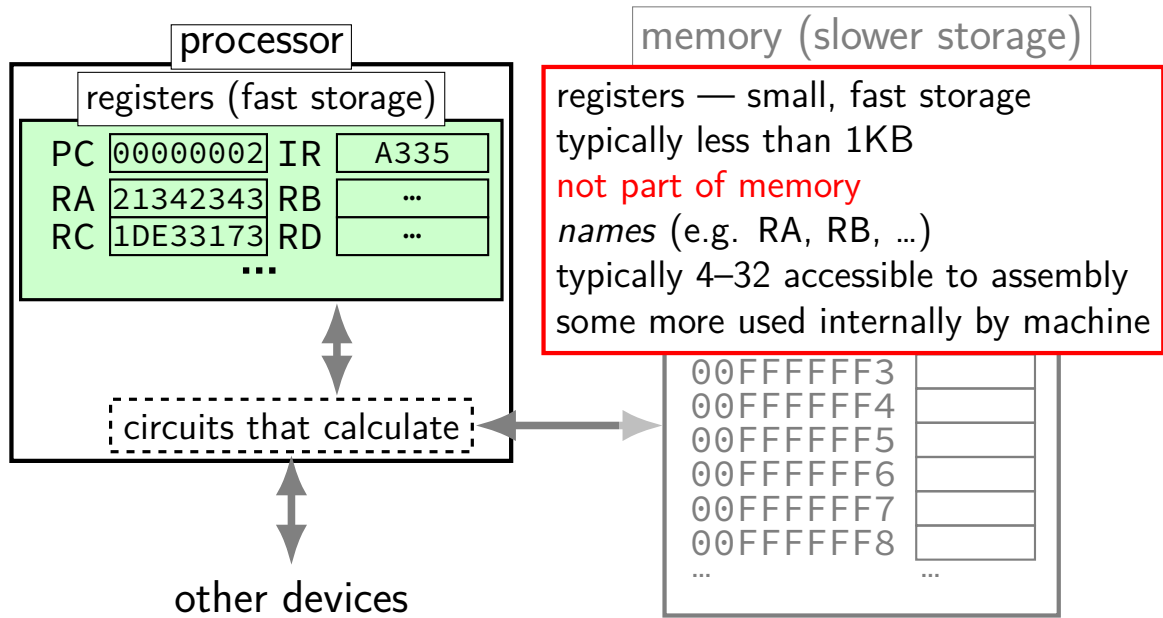 processor
registers (fast storage)
PC 00000002 IR A335
RA 21342343 RB …
RC 1DE33173 RD …
…
circuits that calculate
other devices
memory (slower storage)
registers — small, fast storage
typically less than 1KB
not part of memory
names (e.g. RA, RB, …)
typically 4–32 accessible to assembly
some more used internally by machine
00FFFFFF3
00FFFFFF4
00FFFFFF5
00FFFFFF6
00FFFFFF7
00FFFFFF8
… …